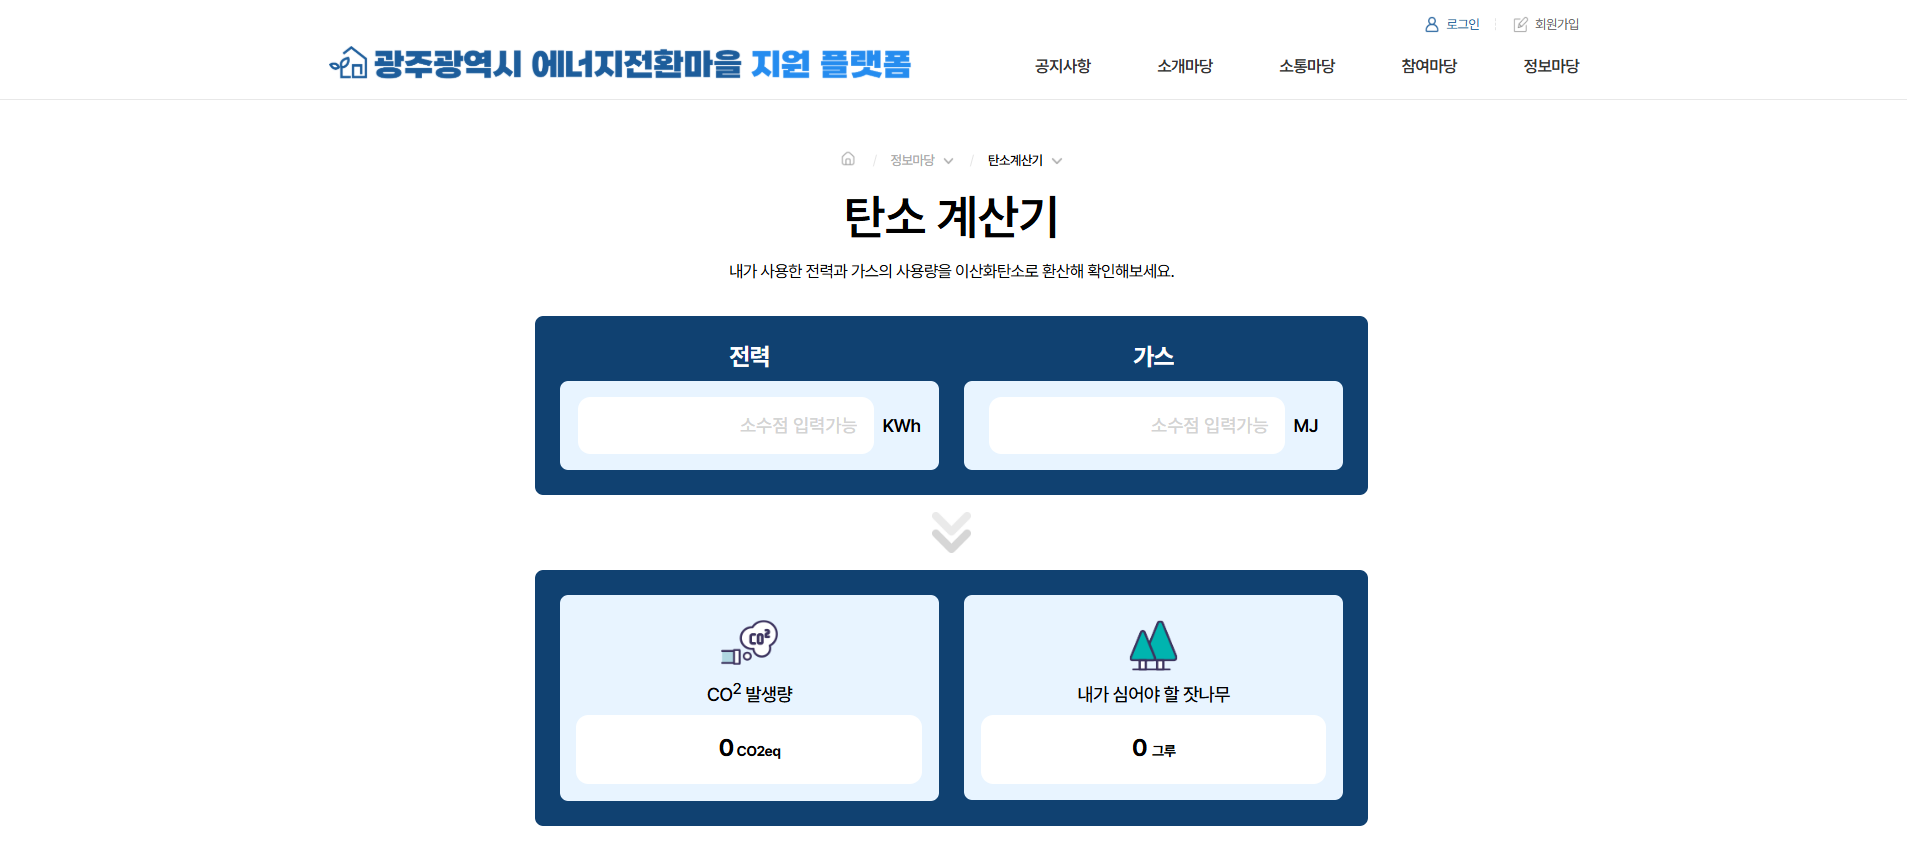 로그인
회원가입
광주광역시 에너지전환마을 지원 플랫폼
공지사항 소개마당 소통마당 참여마당 정보마당
/ 정보마당 / 탄소계산기
탄소 계산기
내가 사용한 전력과 가스의 사용량을 이산화탄소로 환산해 확인해보세요.
전력
소수점 입력가능 KWh
가스
소수점 입력가능 MJ
CO²
CO² 발생량
0 CO2eq
내가 심어야 할 잣나무
0 그루